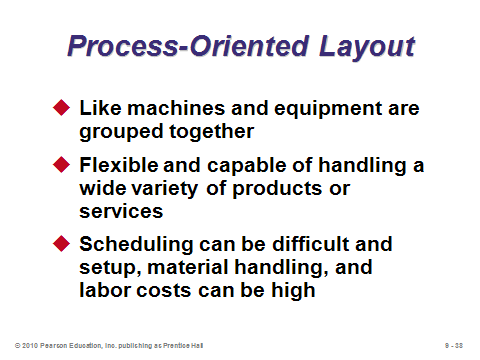 Process-Oriented Layout
Like machines and equipment are
grouped together
Flexible and capable of handling a
wide variety of products or
services
Scheduling can be difficult and
setup, material handling, and
labor costs can be high
© 2010 Pearson Education, Inc. publishing as Prentice Hall
9 - 38